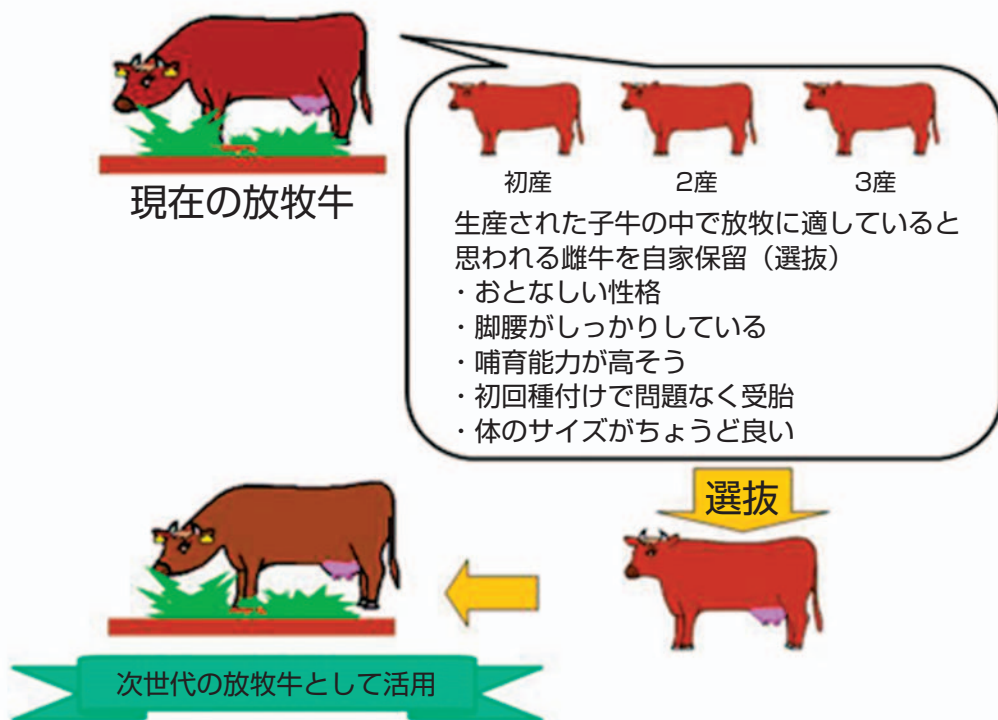 現在の放牧牛
初産
2産
3産
生産された子牛の中で放牧に適していると
思われる雌牛を自家保留（選抜）
・おとなしい性格
・脚腰がしっかりしている
・哺育能力が高そう
・初回種付けで問題なく受胎
・体のサイズがちょうど良い
選抜
次世代の放牧牛として活用